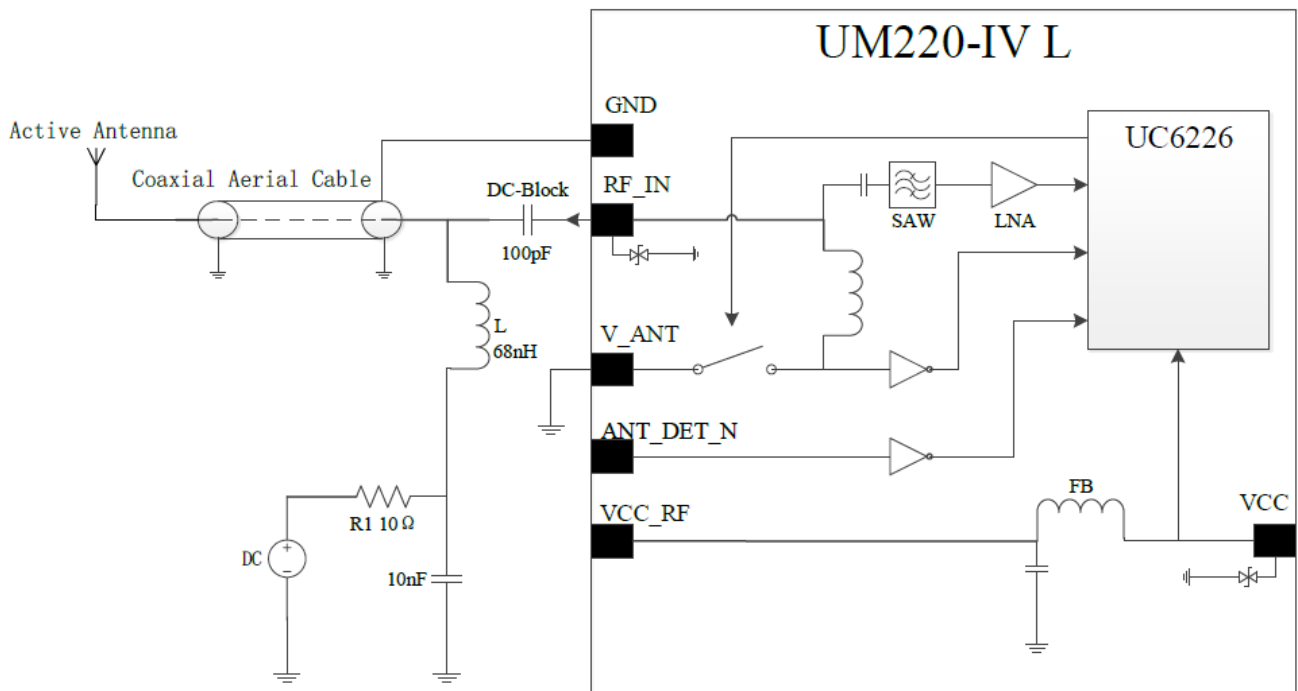 UM220-IV L
GND
UC6226
Active Antenna
Coaxial Aerial Cable
DC-Block
RF_IN
SAW
LNA
100pF
L
68nH
V_ANT
ANT_DET_N
FB
VCC
R1 10Ω
VCC_RF
DC
+
-
10nF